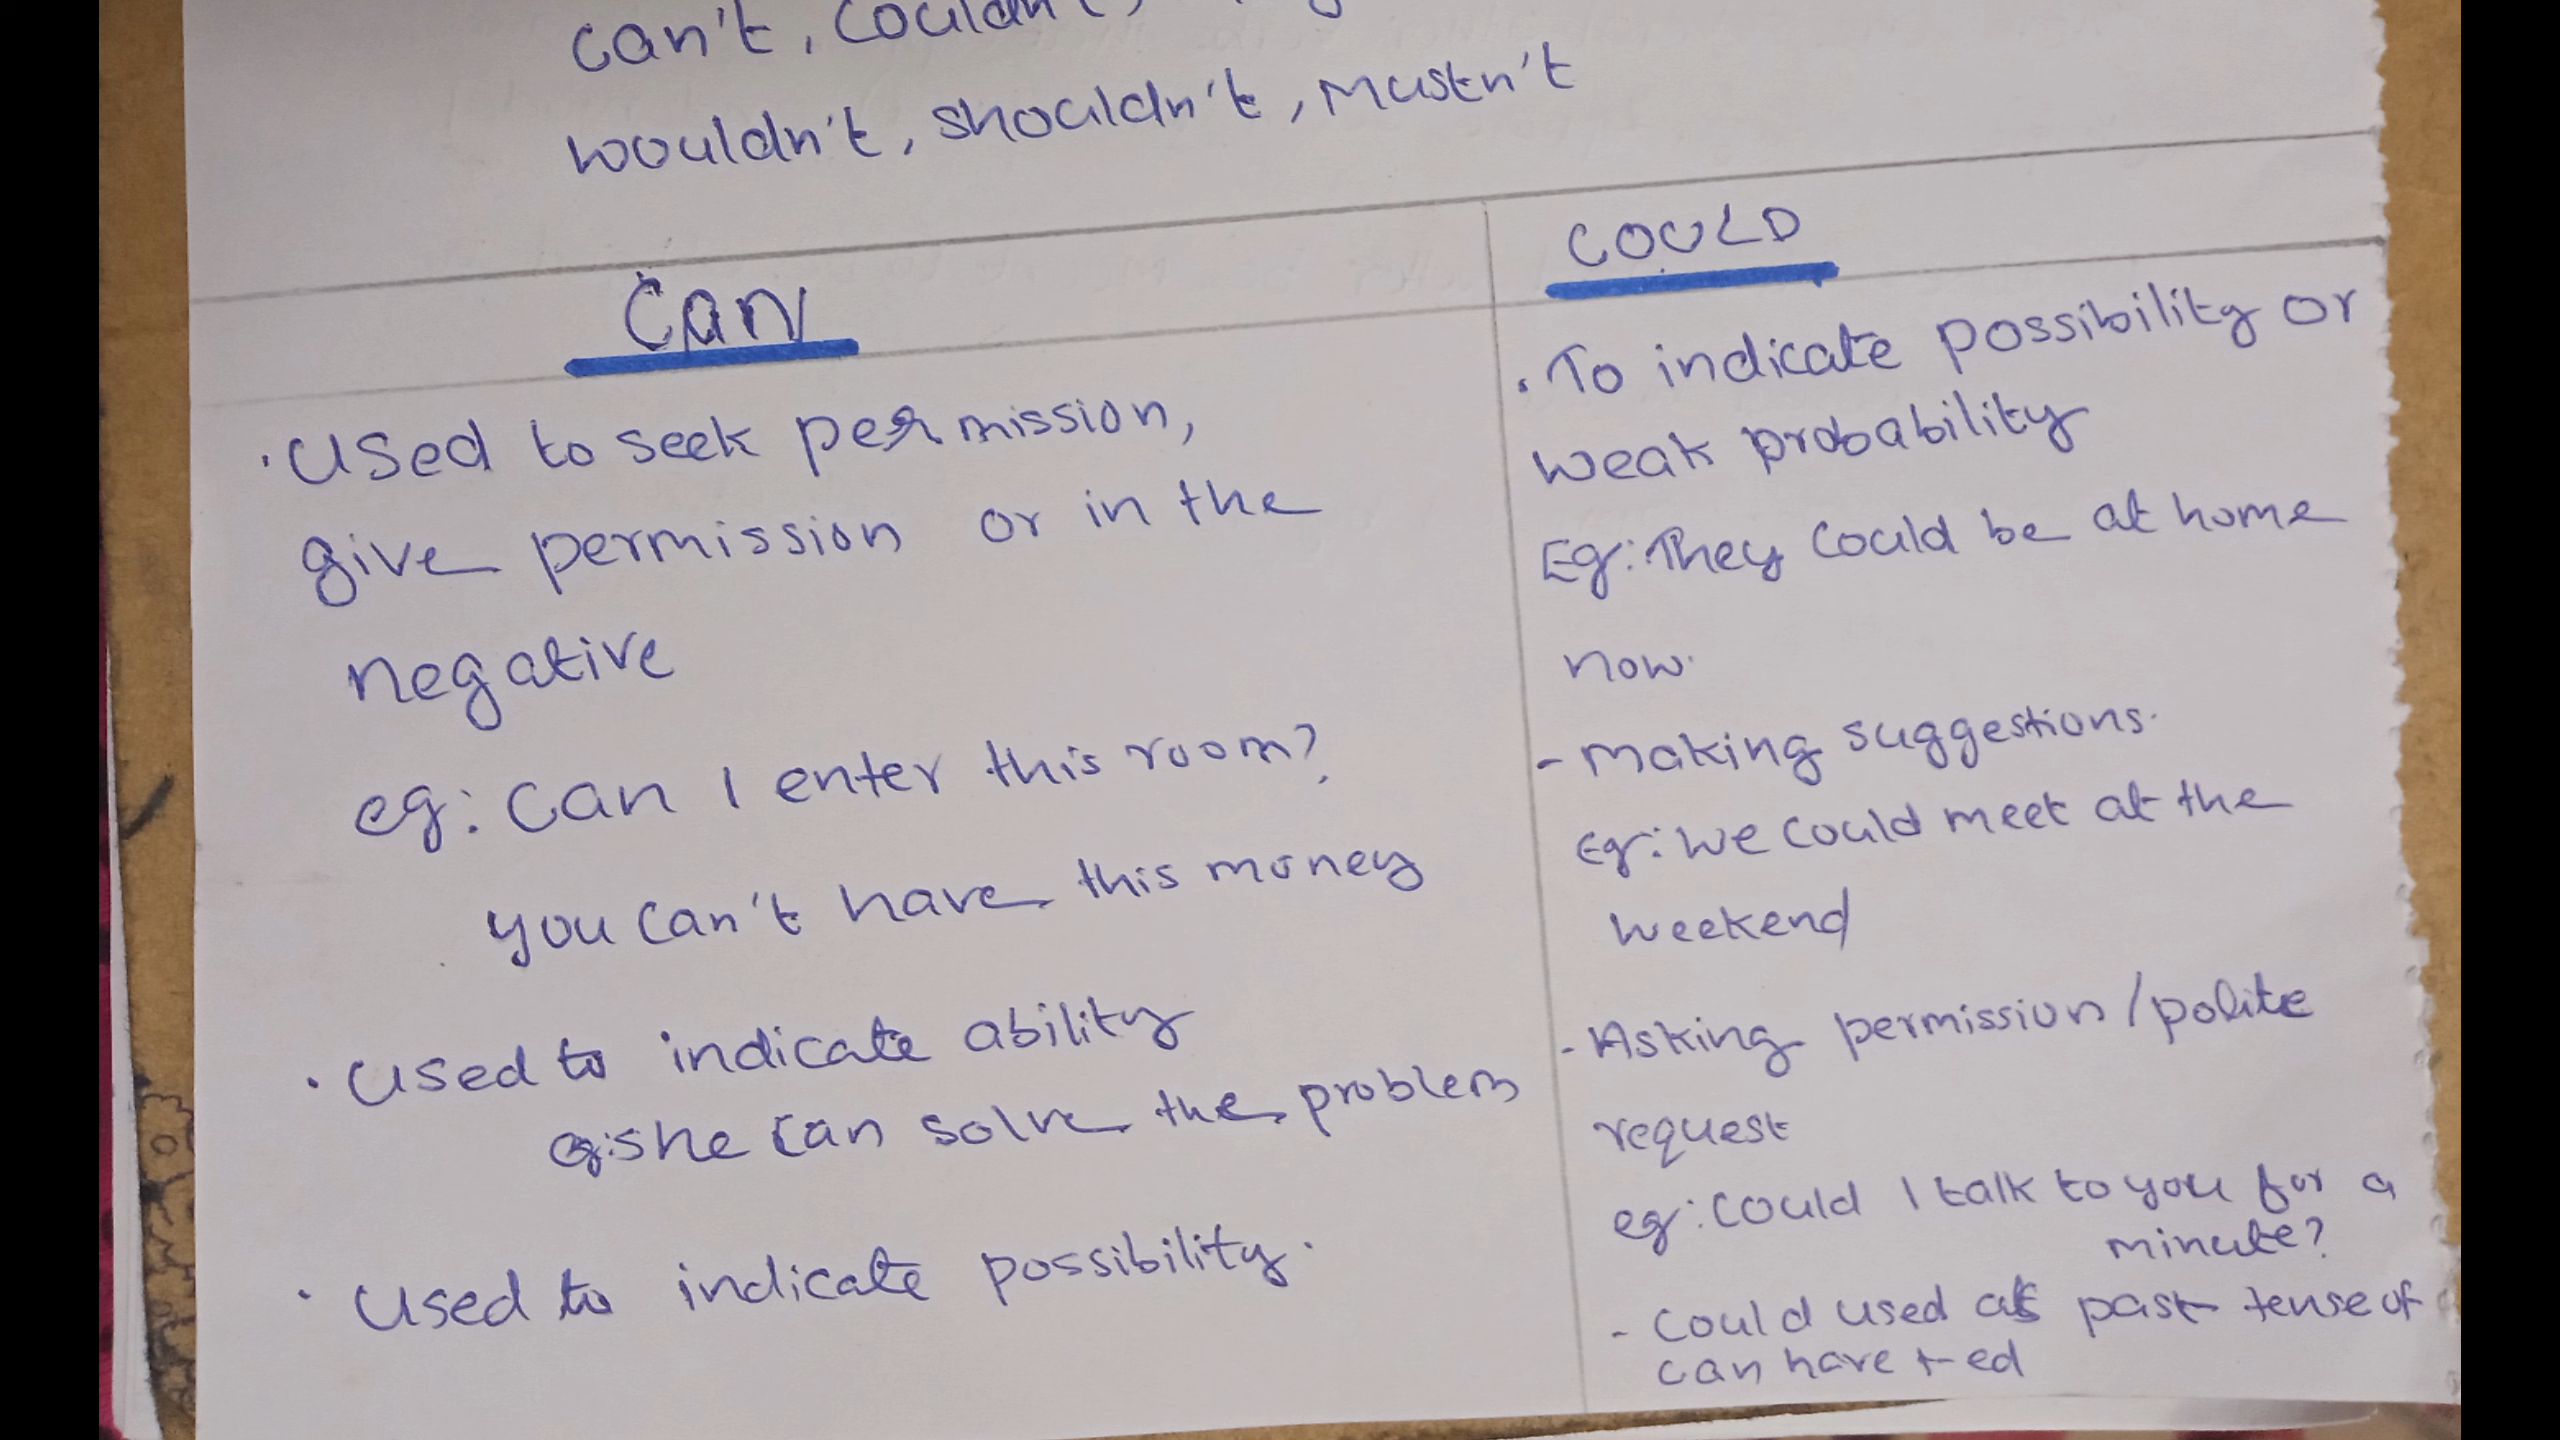 can't, couldn't,
wouldn't, shouldn't, mustn't
Can
COULD
. Used to seek permission,
give permission or in the
negative
eg: Can I enter this room?
you can't have this money
. Used to indicate ability
eg: she can solve the problem
. Used to indicate possibility.
. To indicate possibility or
weak probability
Eg: They could be at home
now.
- making suggestions.
Eg: we could meet at the
weekend
- Asking permission / polite
request
eg: could I talk to you for a
minute?
- could used as past tense of
can have + ed